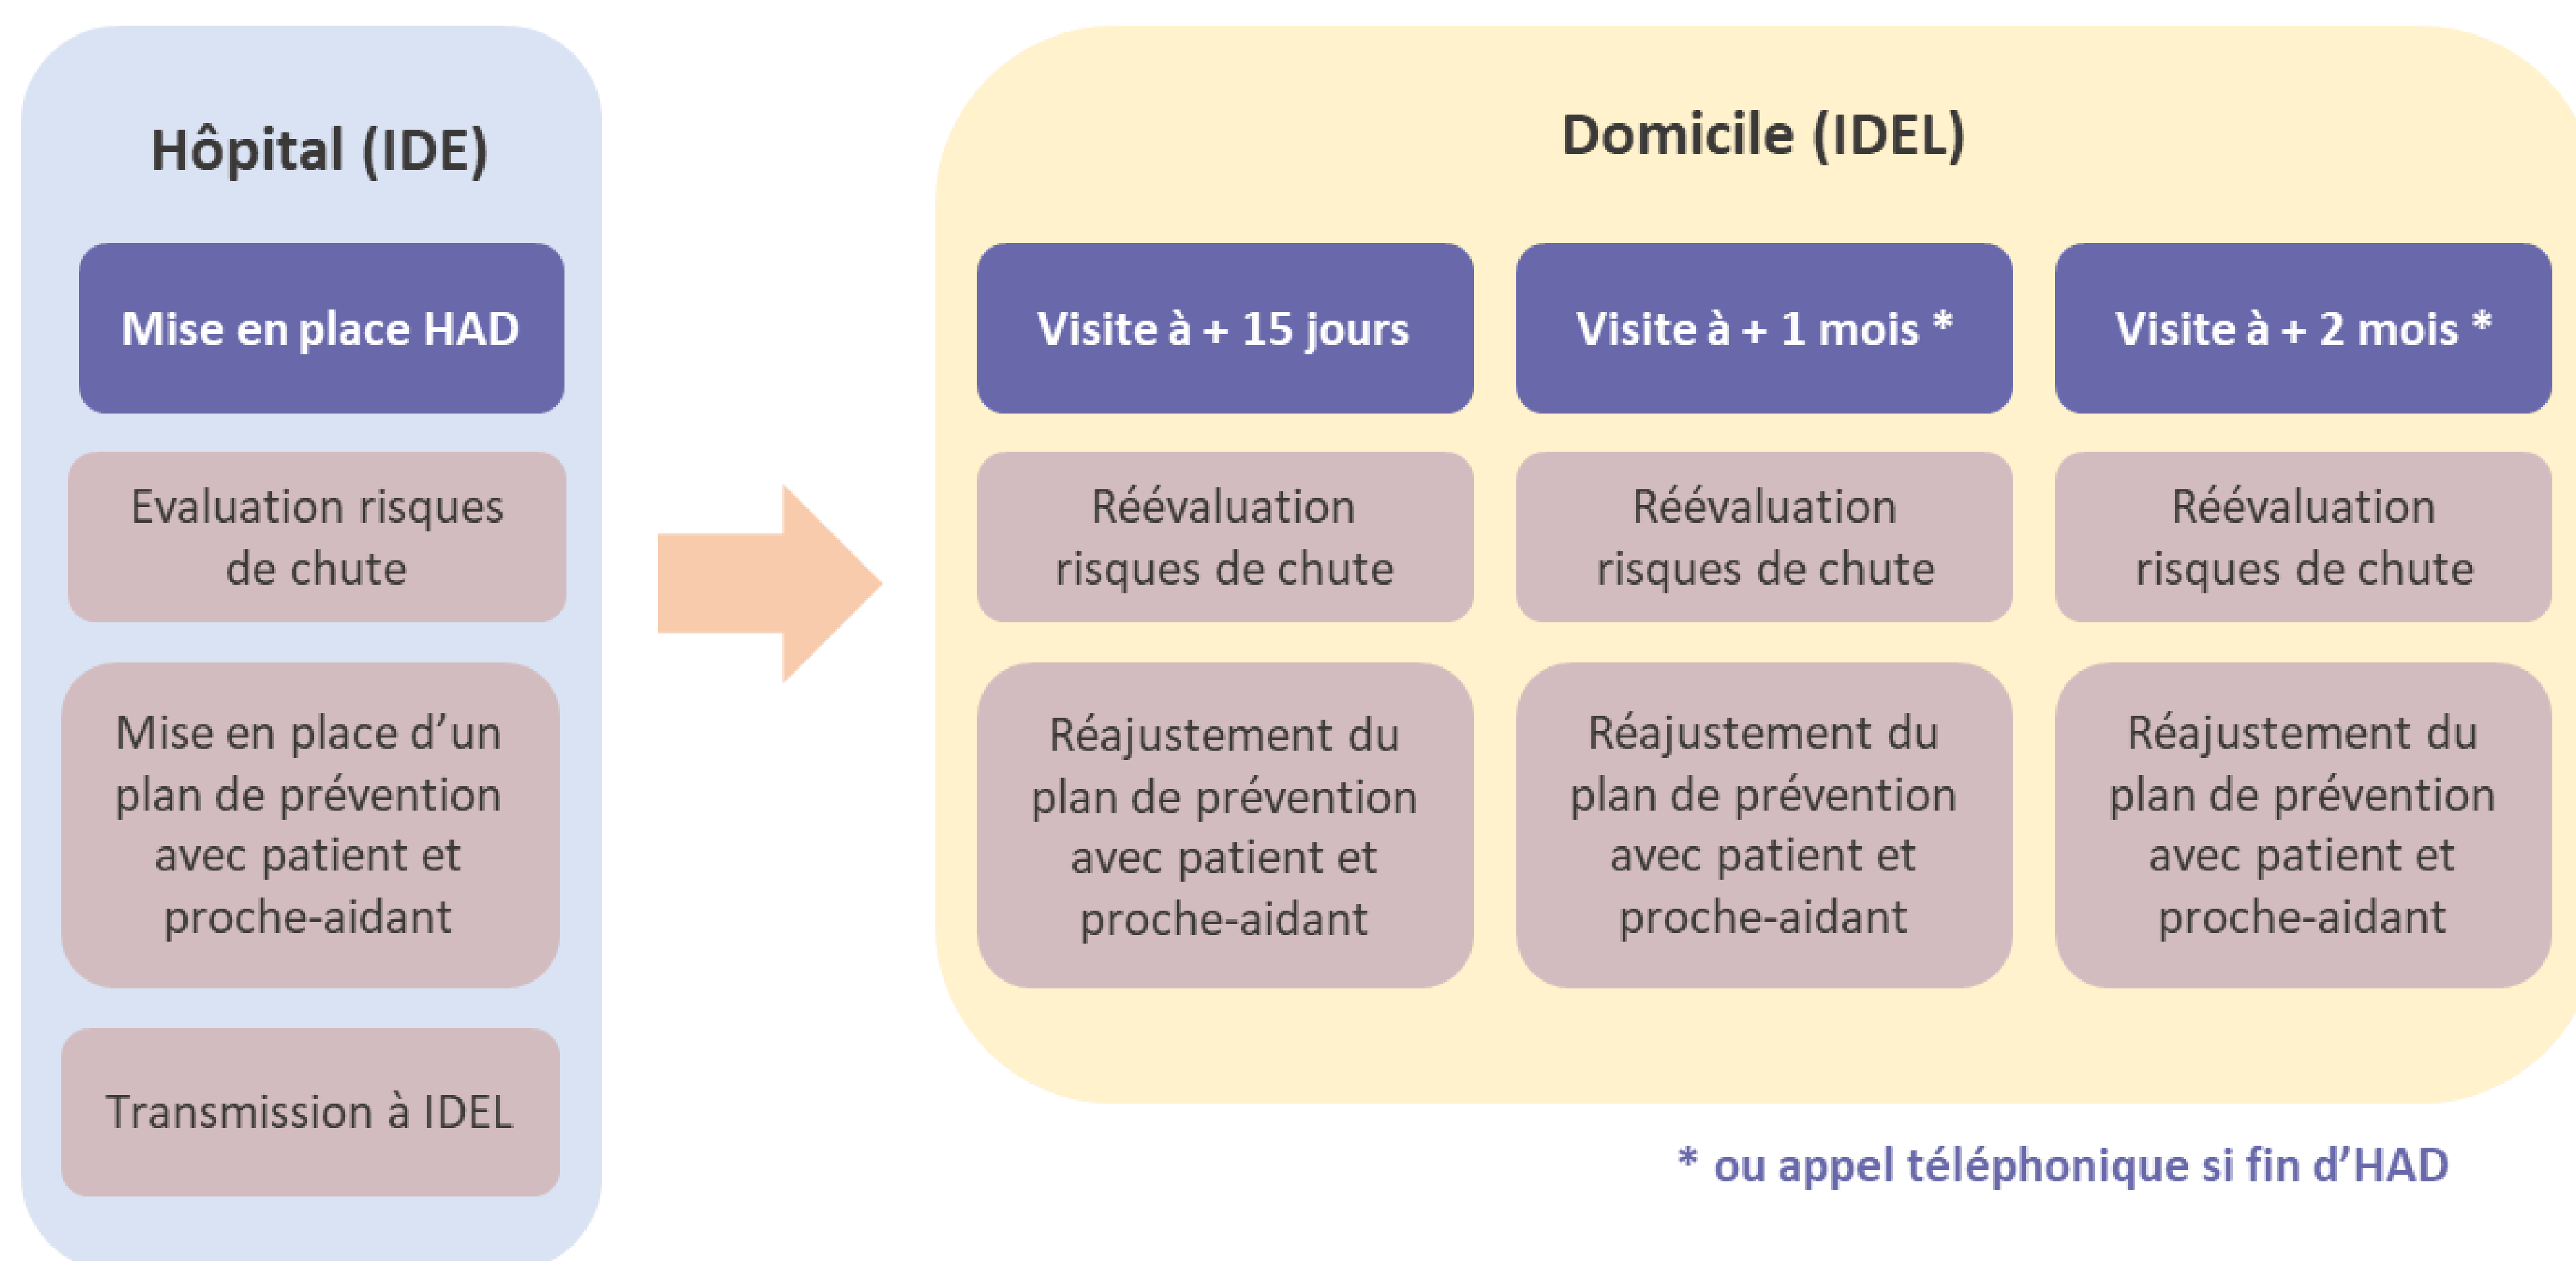 Hôpital (IDE)
Mise en place HAD
Evaluation risques
de chute
Mise en place d’un
plan de prévention
avec patient et
proche-aidant
Transmission à IDEL
Domicile (IDEL)
Visite à + 15 jours
Réévaluation
risques de chute
Réajustement du
plan de prévention
avec patient et
proche-aidant
Visite à + 1 mois *
Réévaluation
risques de chute
Réajustement du
plan de prévention
avec patient et
proche-aidant
Visite à + 2 mois *
Réévaluation
risques de chute
Réajustement du
plan de prévention
avec patient et
proche-aidant
* ou appel téléphonique si fin d’HAD